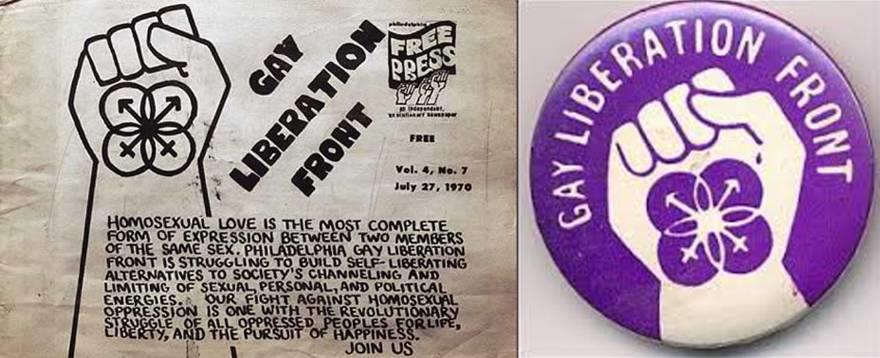 GAY
LIBERATION
FRONT
philadelphia
FREE
PRESS
an independent,
revolutionary newspaper
FREE
Vol. 4, No. 7
July 27, 1970
HOMOSEXUAL LOVE IS THE MOST COMPLETE
FORM OF EXPRESSION BETWEEN TWO MEMBERS
OF THE SAME SEX. PHILADELPHIA GAY LIBERATION
FRONT IS STRUGGLING TO BUILD SELF-LIBERATING
ALTERNATIVES TO SOCIETY'S CHANNELING AND
LIMITING OF SEXUAL, PERSONAL, AND POLITICAL
ENERGIES. OUR FIGHT AGAINST HOMOSEXUAL
OPPRESSION IS ONE WITH THE REVOLUTIONARY
STRUGGLE OF ALL OPPRESSED PEOPLES FOR LIFE,
LIBERTY, AND THE PURSUIT OF HAPPINESS.
JOIN US
GAY LIBERATION FRONT